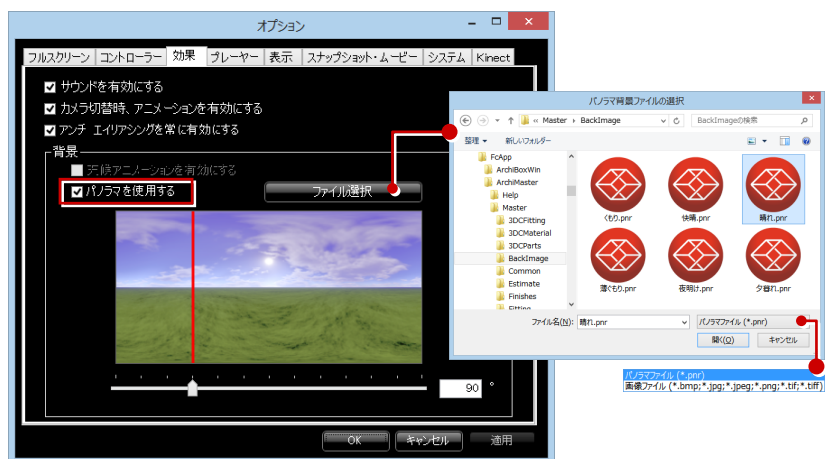 オプション
フルスクリーン コントローラー 効果 プレーヤー 表示 スナップショット・ムービー システム Kinect
サウンドを有効にする
カメラ切替時、アニメーションを有効にする
アンチ エイリアシングを常に有効にする
背景
天候アニメーションを有効にする
パノラマを使用する
ファイル選択
90 °
OK キャンセル 適用
パノラマ背景ファイルの選択
« Master ▸ BackImage
BackImageの検索
整理 新しいフォルダー
FcApp
ArchiBoxWin
ArchiMaster
Help
Master
3DCFitting
3DCMaterial
3DCParts
BackImage
Common
Estimate
Finishes
Fitting
くもり.pnr 快晴.pnr 晴れ.pnr
薄ぐもり.pnr 夜明け.pnr 夕暮れ.pnr
ファイル名(N): 晴れ.pnr パノラマファイル (*.pnr)
開く(O) キャンセル
パノラマファイル (*.pnr)
画像ファイル (*.bmp;*.jpg;*.jpeg;*.png;*.tif;*.tiff)